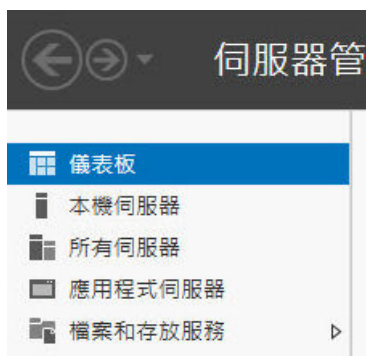 伺服器管
儀表板
本機伺服器
所有伺服器
應用程式伺服器
檔案和存放服務